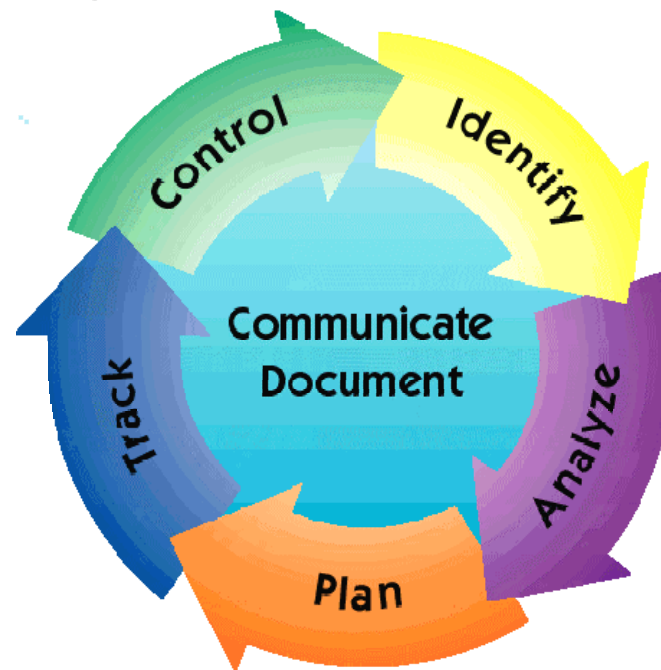 Control
Identify
Communicate
Document
Analyze
Track
Plan